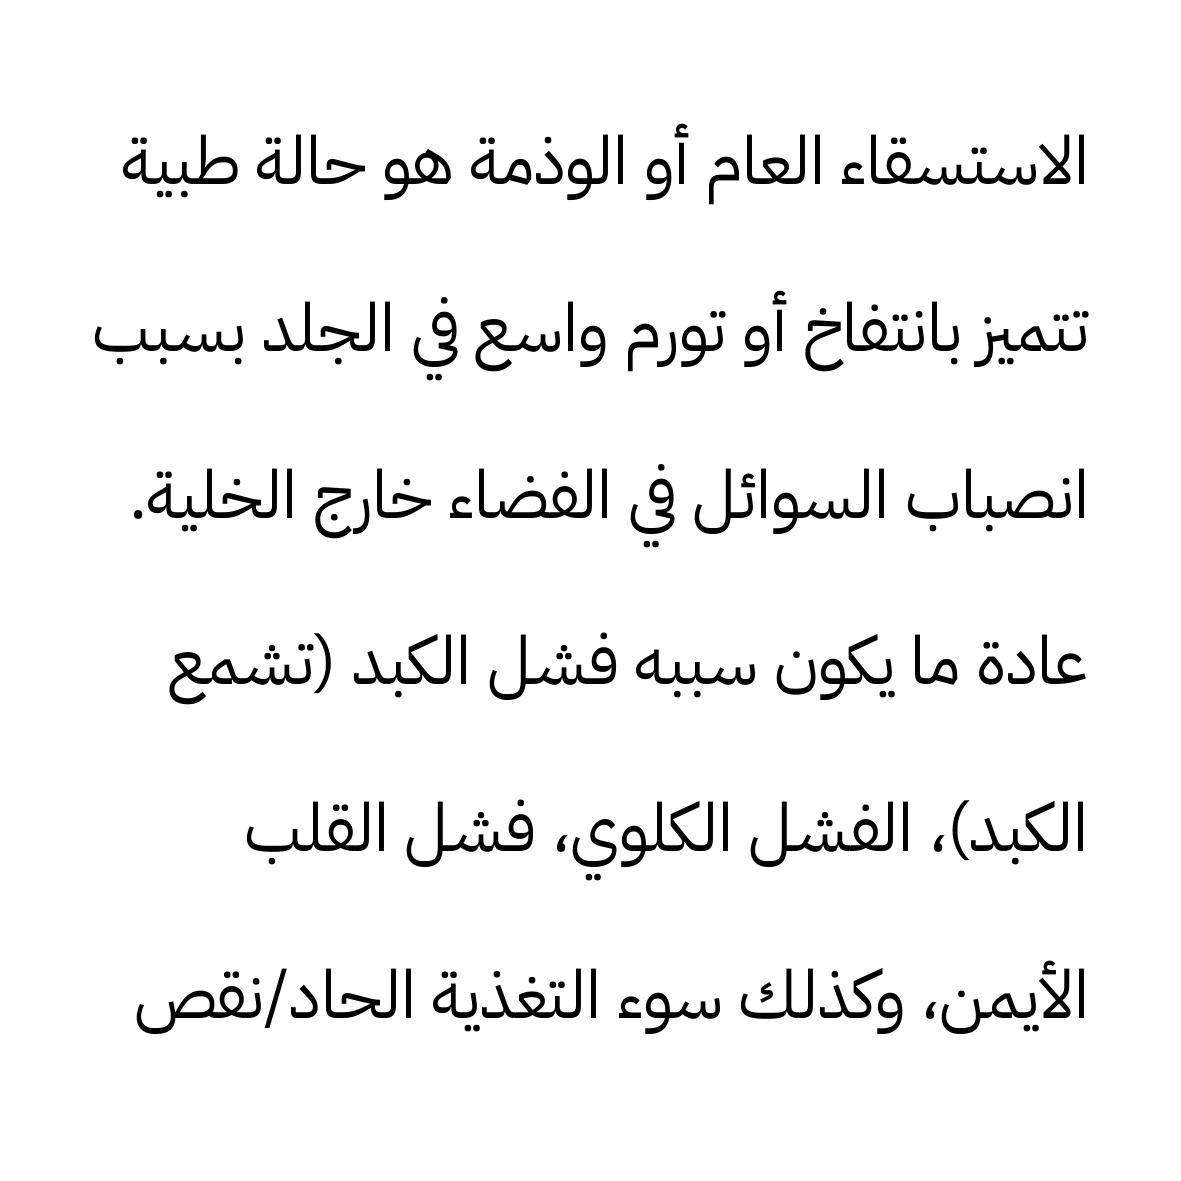 الاستسقاء العام أو الوذمة هو حالة طبية
تتميز بانتفاخ أو تورم واسع في الجلد بسبب
انصباب السوائل في الفضاء خارج الخلية.
عادة ما يكون سببه فشل الكبد (تشمع
الكبد)، الفشل الكلوي، فشل القلب
الأيمن، وكذلك سوء التغذية الحاد/نقص